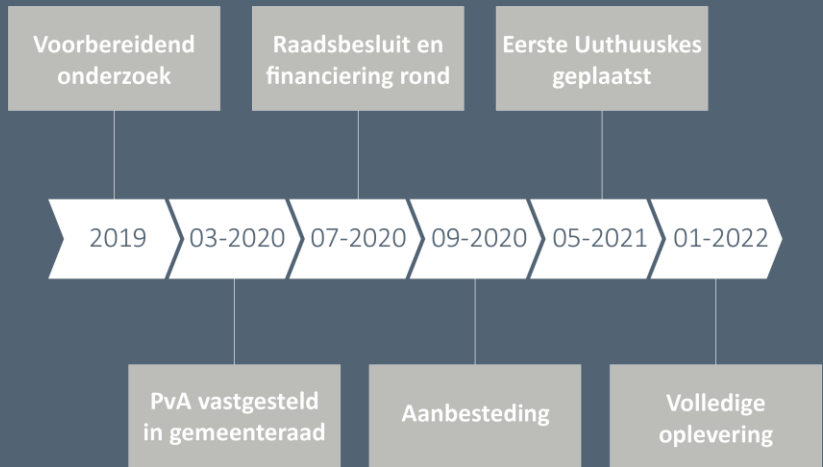 Voorbereidend
onderzoek
Raadsbesluit en
financiering rond
Eerste Uuthuuskes
geplaatst
2019
03-2020
07-2020
09-2020
05-2021
01-2022
PvA vastgesteld
in gemeenteraad
Aanbesteding
Volledige
oplevering